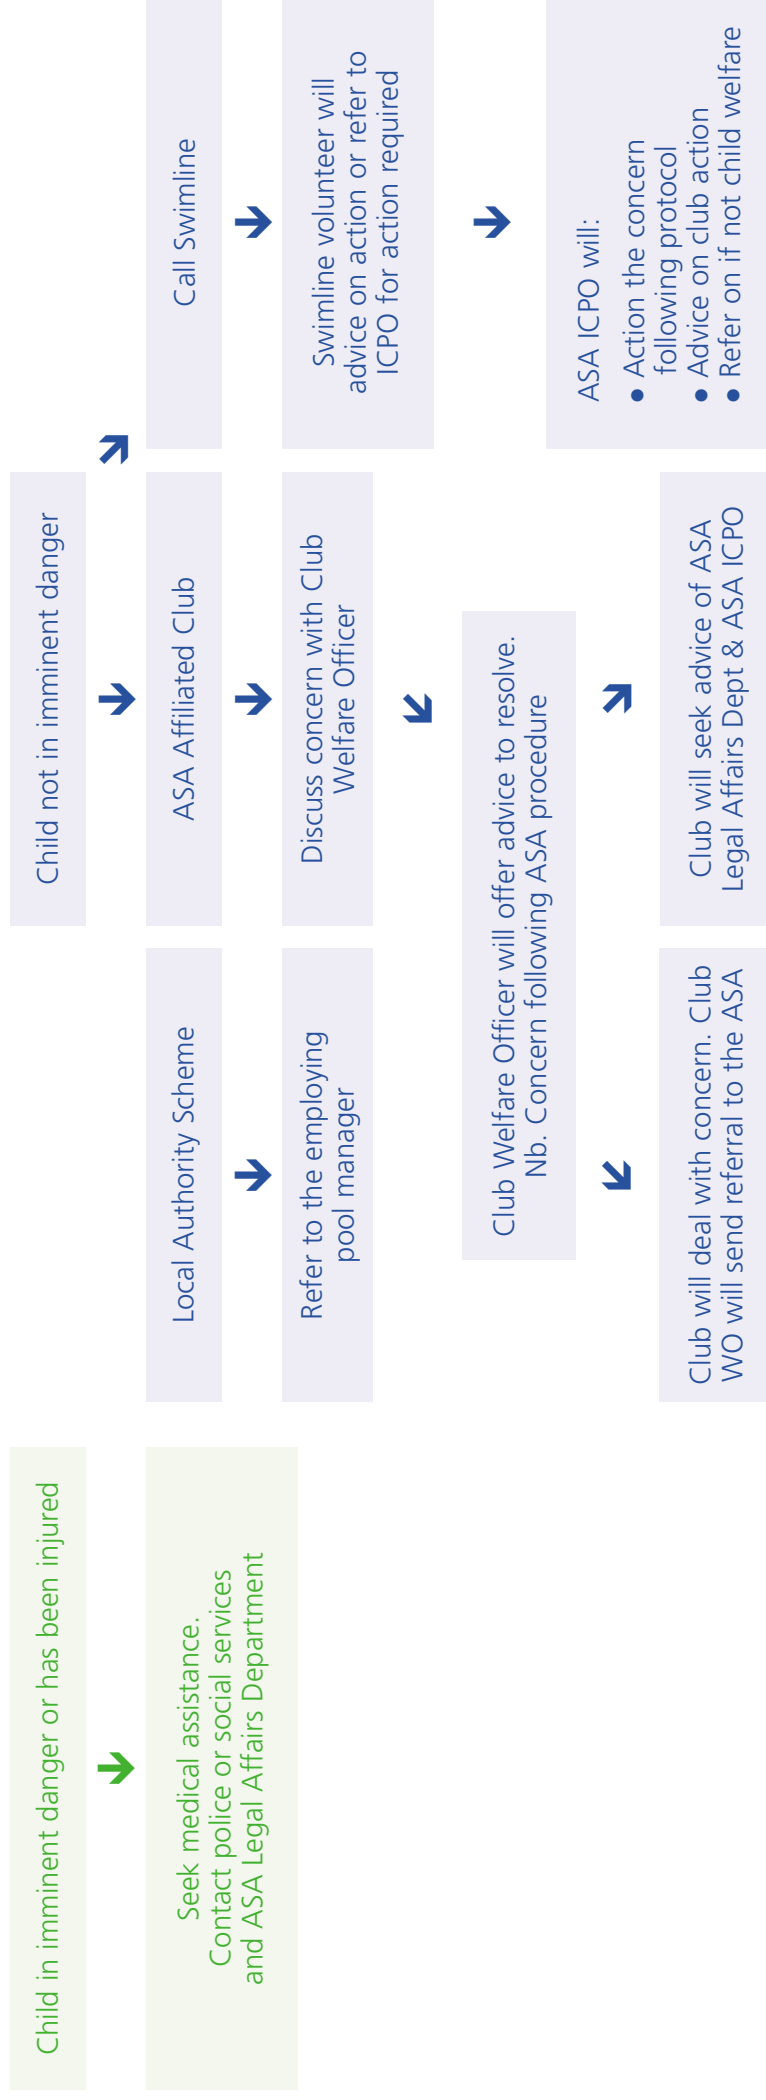 Child in imminent danger or has been injured
Seek medical assistance.
Contact police or social services
and ASA Legal Affairs Department
Child not in imminent danger
Local Authority Scheme
Refer to the employing
pool manager
ASA Affiliated Club
Discuss concern with Club
Welfare Officer
Club Welfare Officer will offer advice to resolve.
Nb. Concern following ASA procedure
Club will deal with concern. Club
WO will send referral to the ASA
Club will seek advice of ASA
Legal Affairs Dept & ASA ICPO
Call Swimline
Swimline volunteer will
advice on action or refer to
ICPO for action required
ASA ICPO will:
● Action the concern
following protocol
● Advice on club action
● Refer on if not child welfare